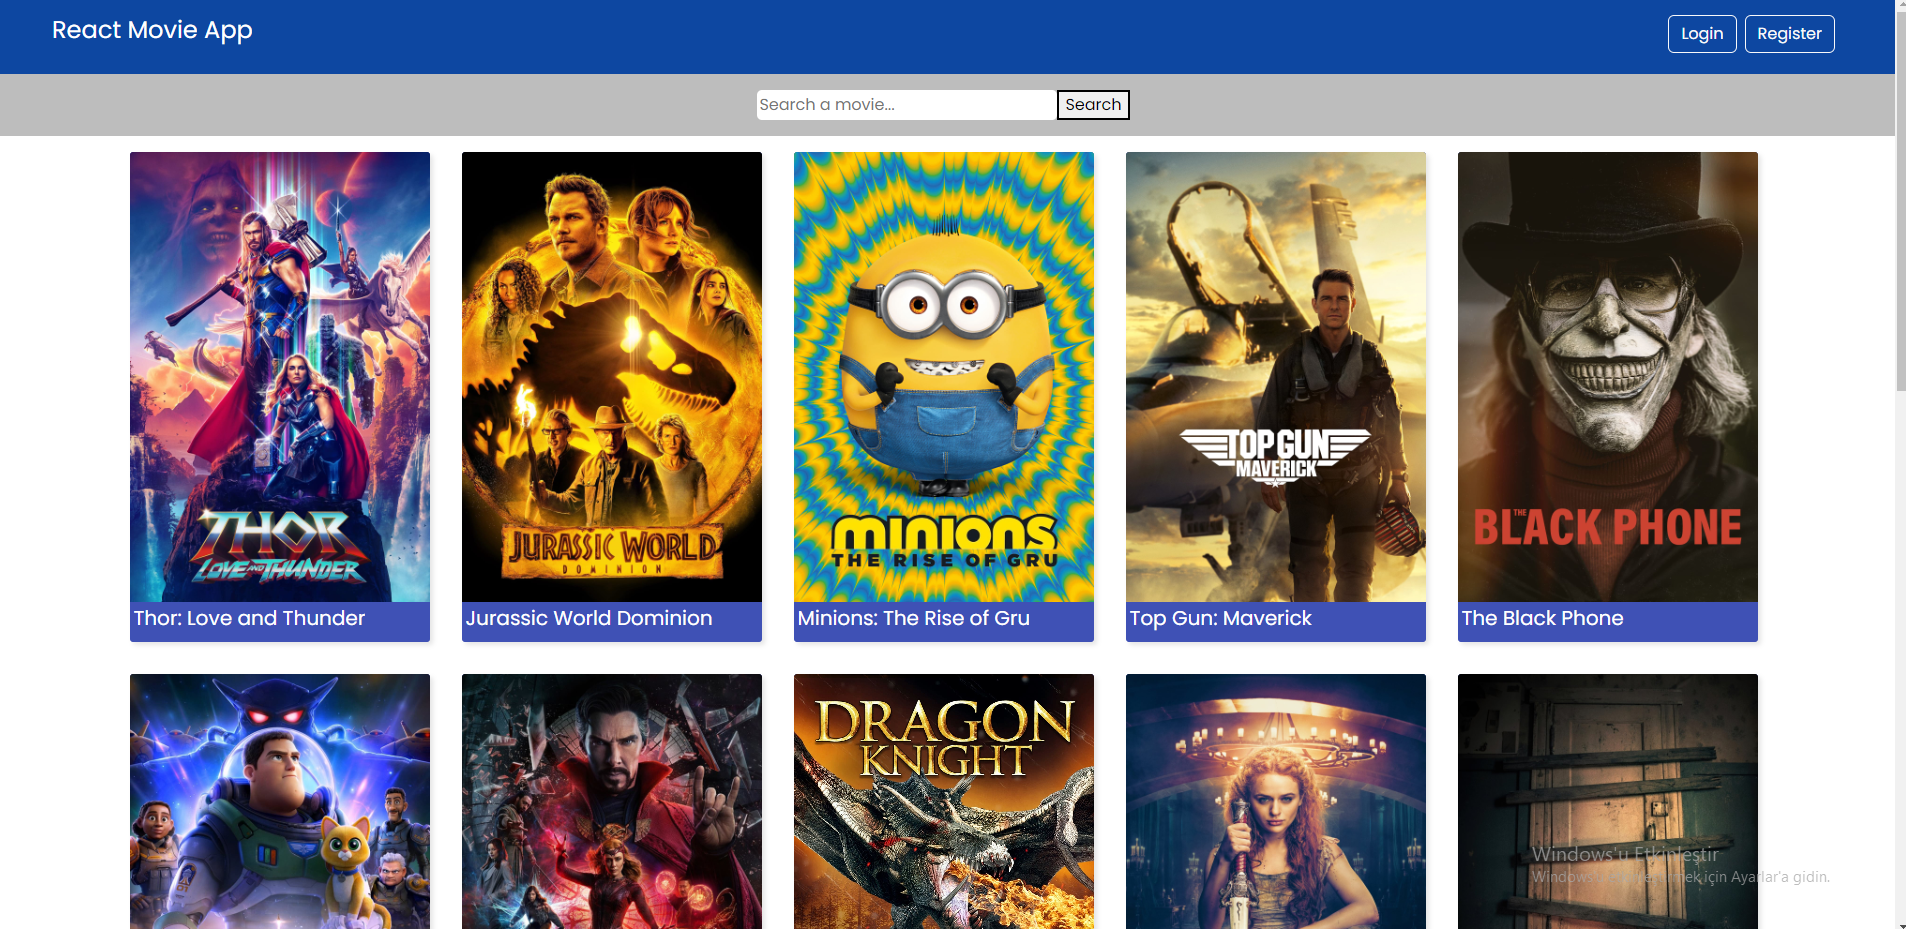 React Movie App
Login
Register
Search a movie...
Search
THOR
LOVE AND THUNDER
JURASSIC WORLD
DOMINION
minions
THE RISE OF GRU
TOP GUN
MAVERICK
THE BLACK PHONE
Thor: Love and Thunder
Jurassic World Dominion
Minions: The Rise of Gru
Top Gun: Maverick
The Black Phone
DRAGON
KNIGHT
Windows'u Etkinleştir
için Ayarlar'a gidin.